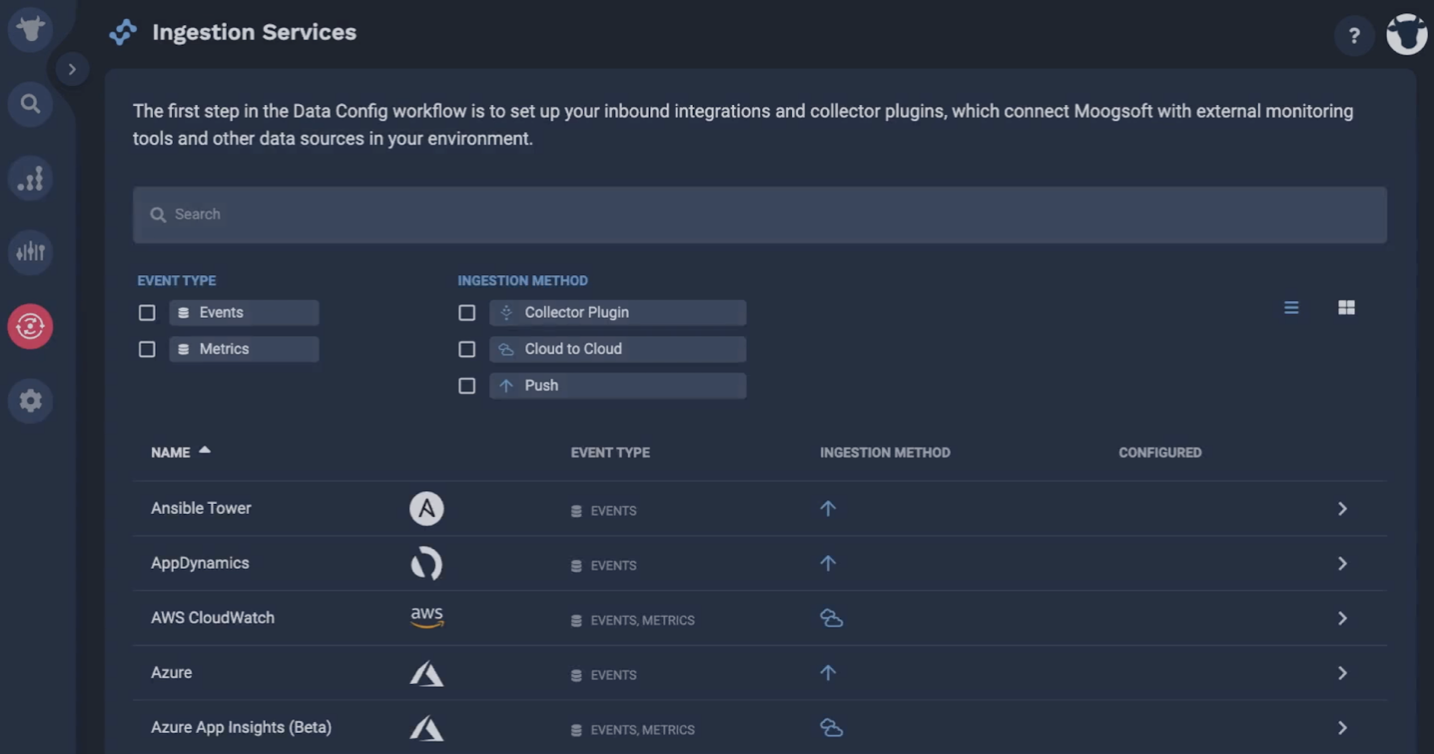 Ingestion Services
?
The first step in the Data Config workflow is to set up your inbound integrations and collector plugins, which connect Moogsoft with external monitoring
tools and other data sources in your environment.
Search
EVENT TYPE
Events
Metrics
INGESTION METHOD
Collector Plugin
Cloud to Cloud
Push
NAME EVENT TYPE INGESTION METHOD CONFIGURED
Ansible Tower A EVENTS
AppDynamics EVENTS
AWS CloudWatch aws EVENTS, METRICS
Azure EVENTS
Azure App Insights (Beta) EVENTS, METRICS